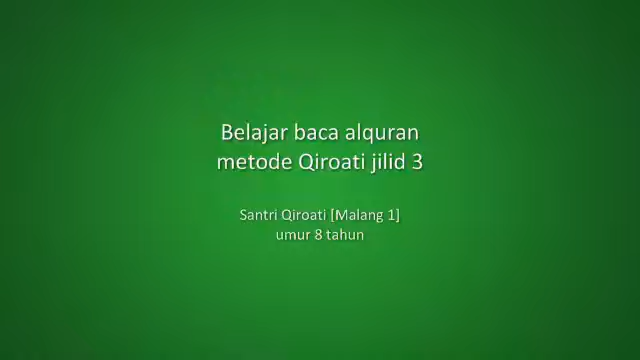 Belajar baca alquran
metode Qiroati jilid 3
Santri Qiroati [Malang 1]
umur 8 tahun